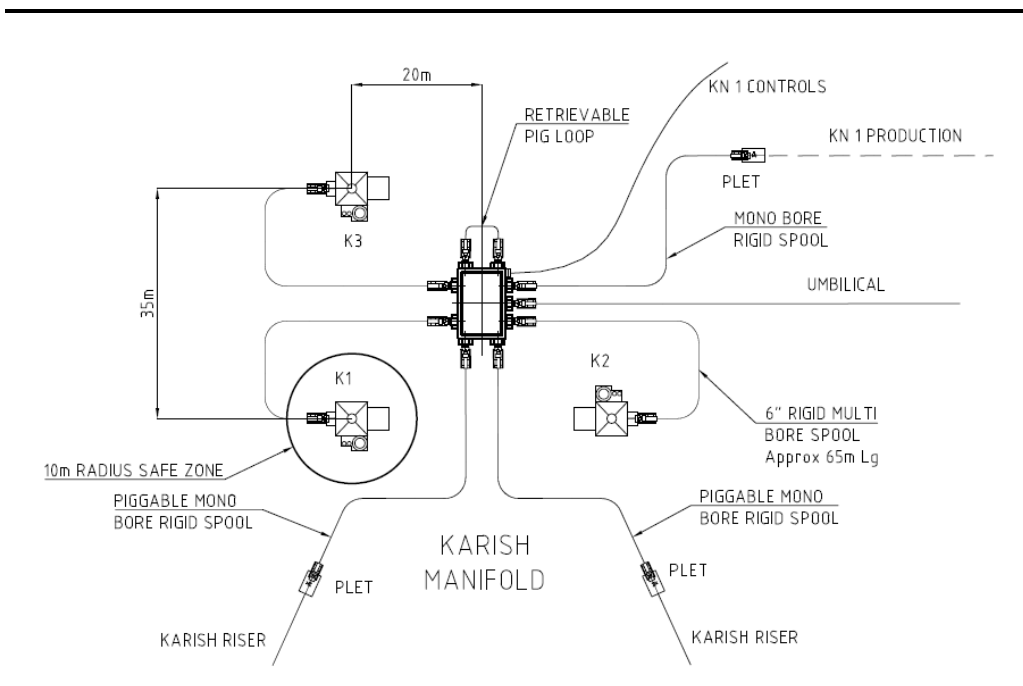 20m
KN 1 CONTROLS
RETRIEVABLE
PIG LOOP
KN 1 PRODUCTION
PLET
K3
MONO BORE
RIGID SPOOL
UMBILICAL
35m
K1
K2
6" RIGID MULTI
BORE SPOOL
Approx 65m Lg
10m RADIUS SAFE ZONE
PIGGABLE MONO
BORE RIGID SPOOL
PIGGABLE MONO
BORE RIGID SPOOL
KARISH
MANIFOLD
PLET
PLET
KARISH RISER
KARISH RISER